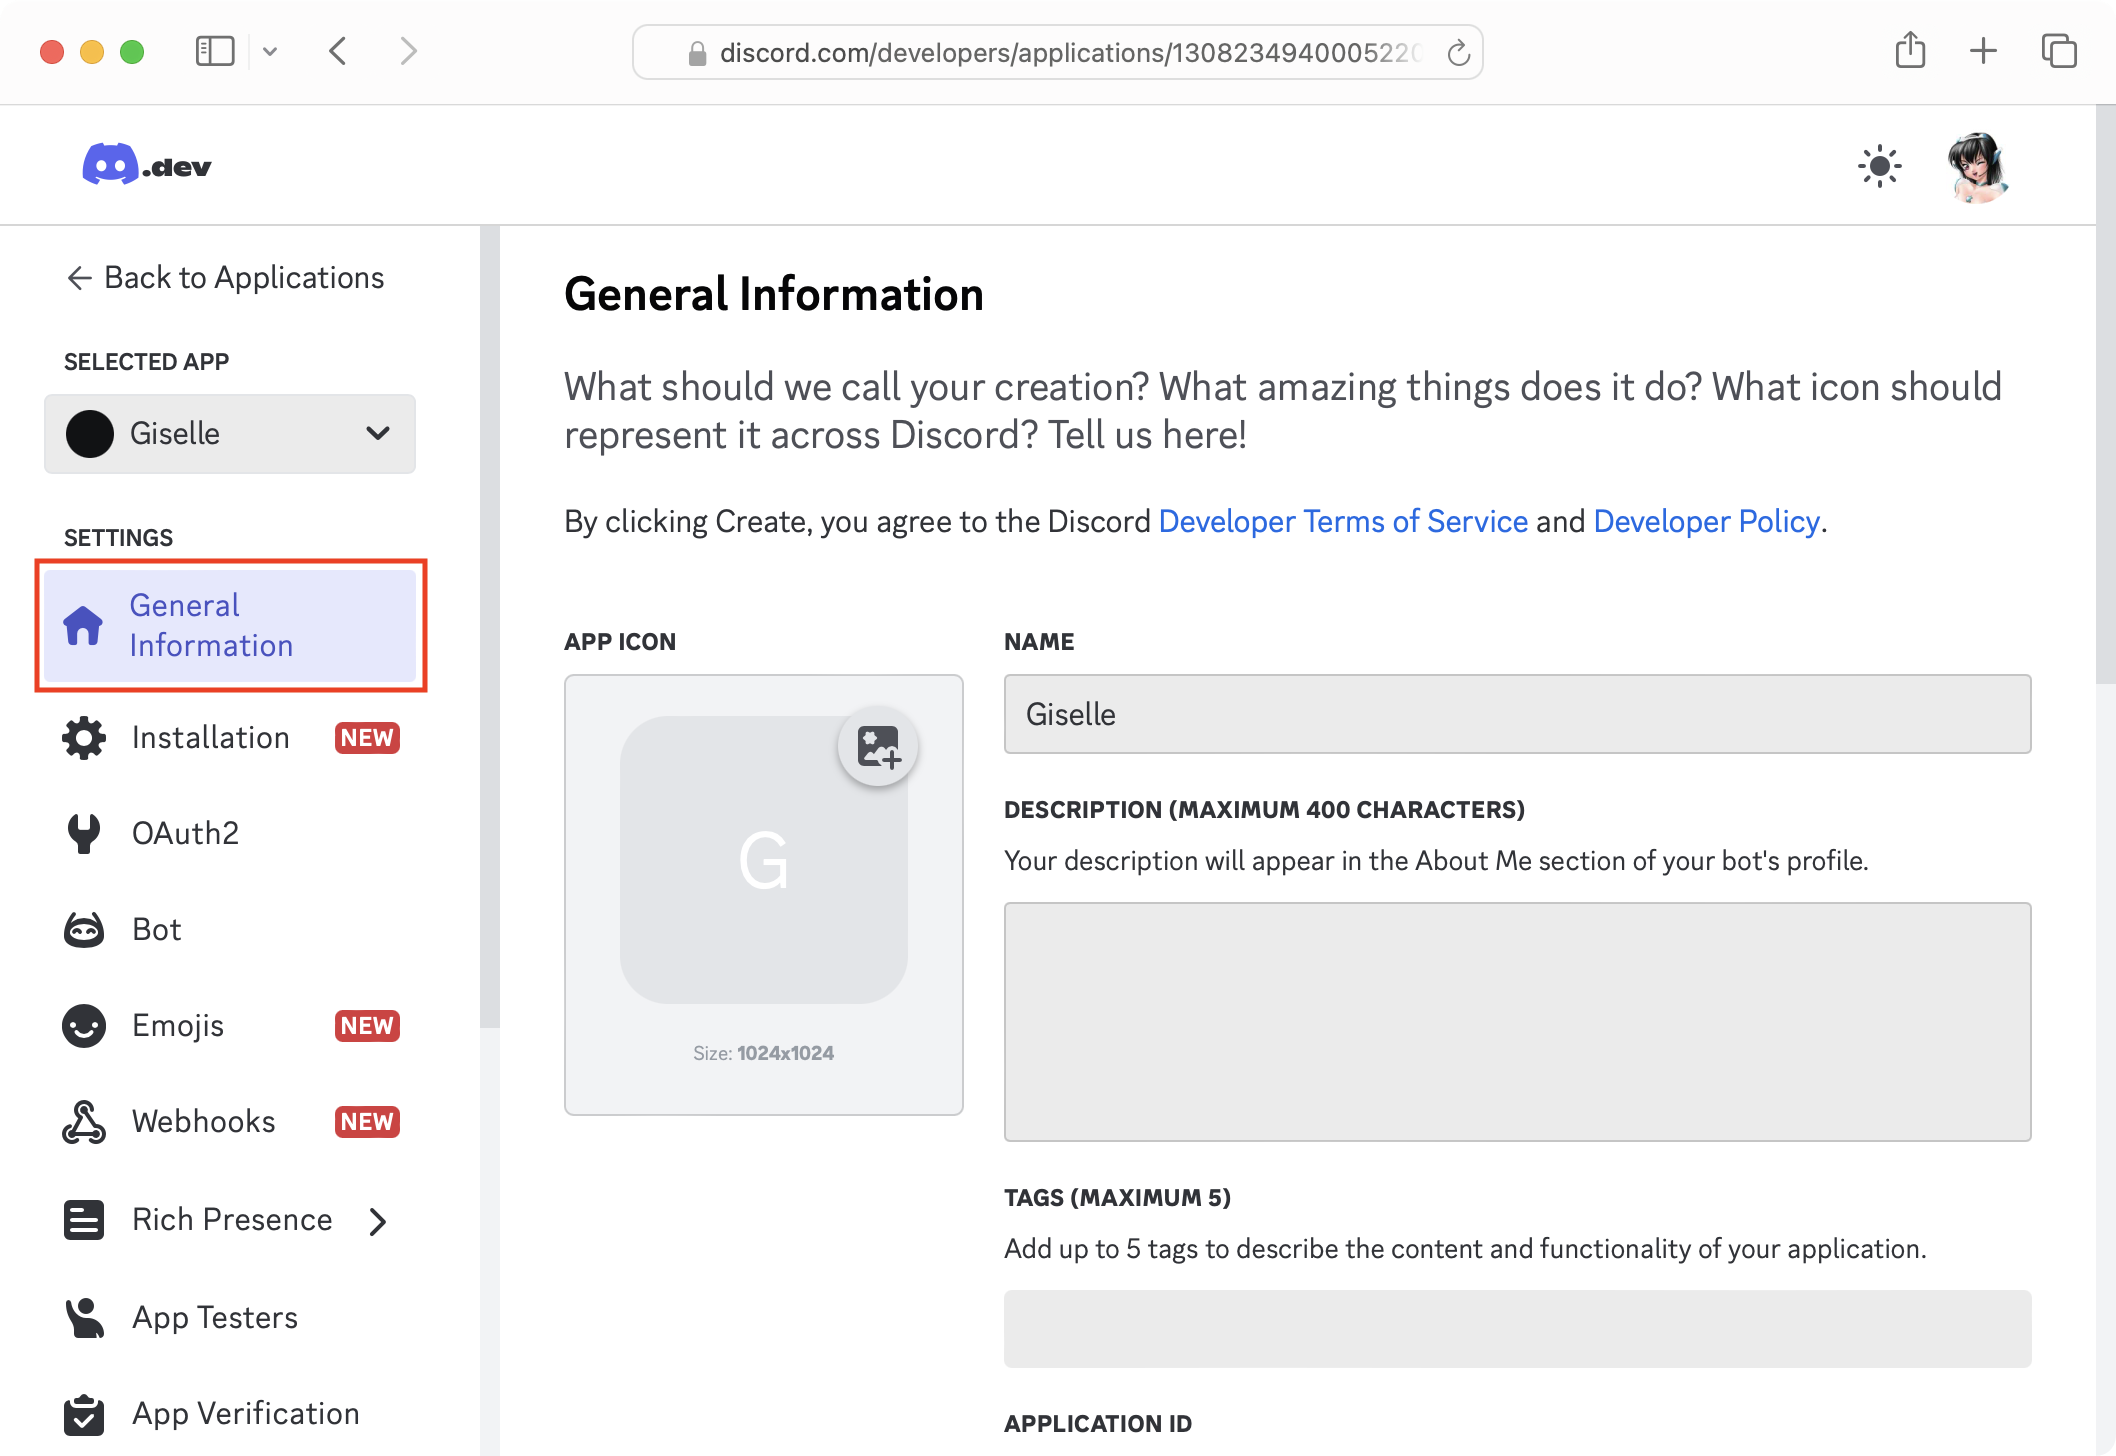 discord.com/developers/applications/1308234940005220
.dev
Back to Applications
SELECTED APP
Giselle
SETTINGS
General
Information
Installation NEW
OAuth2
Bot
Emojis NEW
Webhooks NEW
Rich Presence
App Testers
App Verification
General Information
What should we call your creation? What amazing things does it do? What icon should
represent it across Discord? Tell us here!
By clicking Create, you agree to the Discord Developer Terms of Service and Developer Policy.
APP ICON
G
Size: 1024x1024
NAME
Giselle
DESCRIPTION (MAXIMUM 400 CHARACTERS)
Your description will appear in the About Me section of your bot's profile.
TAGS (MAXIMUM 5)
Add up to 5 tags to describe the content and functionality of your application.
APPLICATION ID